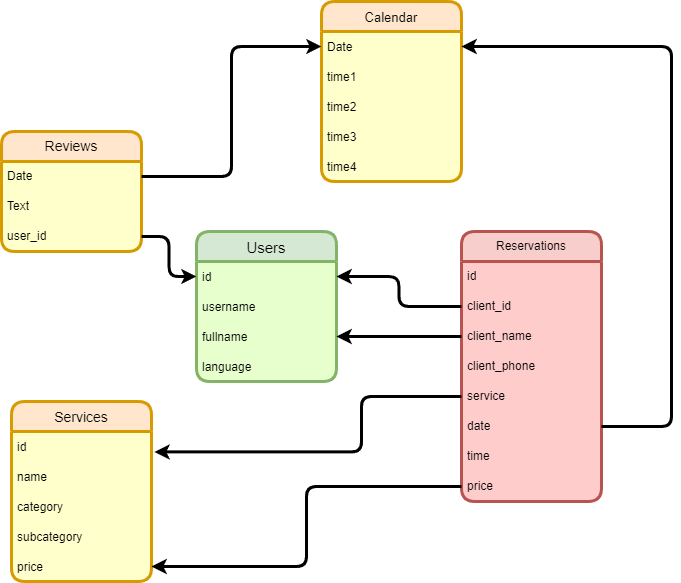 Calendar
Date
time1
time2
time3
time4
Reviews
Date
Text
user_id
Users
id
username
fullname
language
Reservations
id
client_id
client_name
client_phone
service
date
time
price
Services
id
name
category
subcategory
price